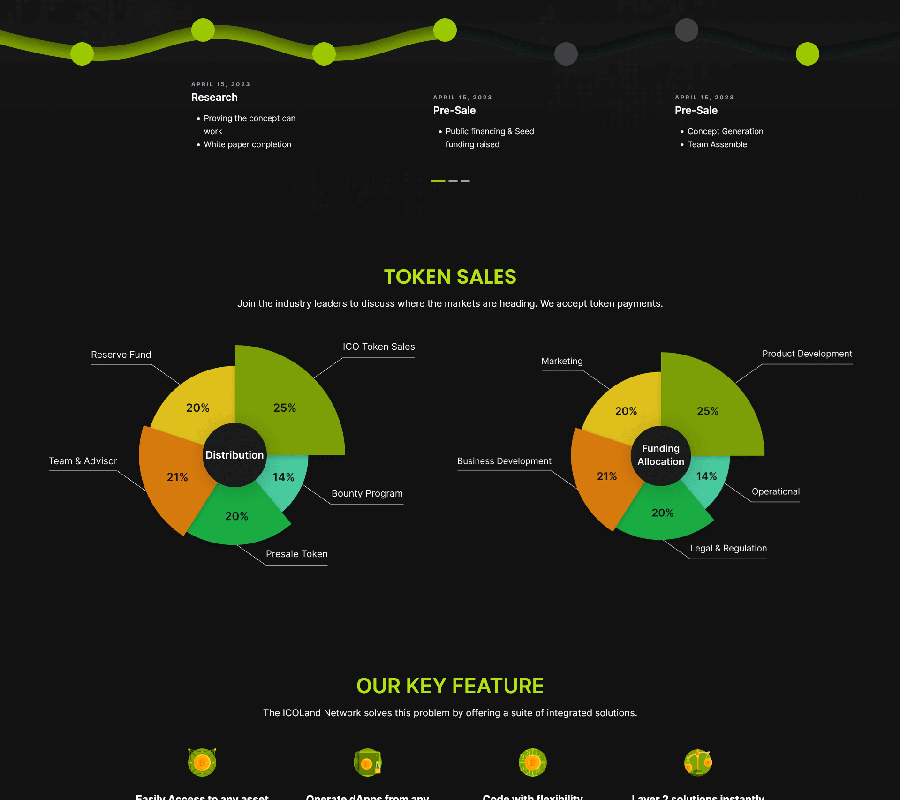 APRIL 15, 2023
Research
Proving the concept can
work
White paper conpletion
APRIL 15, 2023
Pre-Sale
Public financing & Seed
funding raised
APRIL 15, 2023
Pre-Sale
Concept Generation
Team Assemble
TOKEN SALES
Join the industry leaders to discuss where the markets are heading. We accept token payments.
Reserve Fund
ICO Token Sales
20%
25%
Distribution
Team & Advisor
21%
14%
Bounty Program
20%
Presale Token
Marketing
Product Development
20%
25%
Funding
Allocation
Business Development
21%
14%
Operational
20%
Legal & Regulation
OUR KEY FEATURE
The ICOLand Network solves this problem by offering a suite of integrated solutions.
Easily Access to any asset
Operate dApps from any
Code with flexibility
Layer 2 solutions instantly